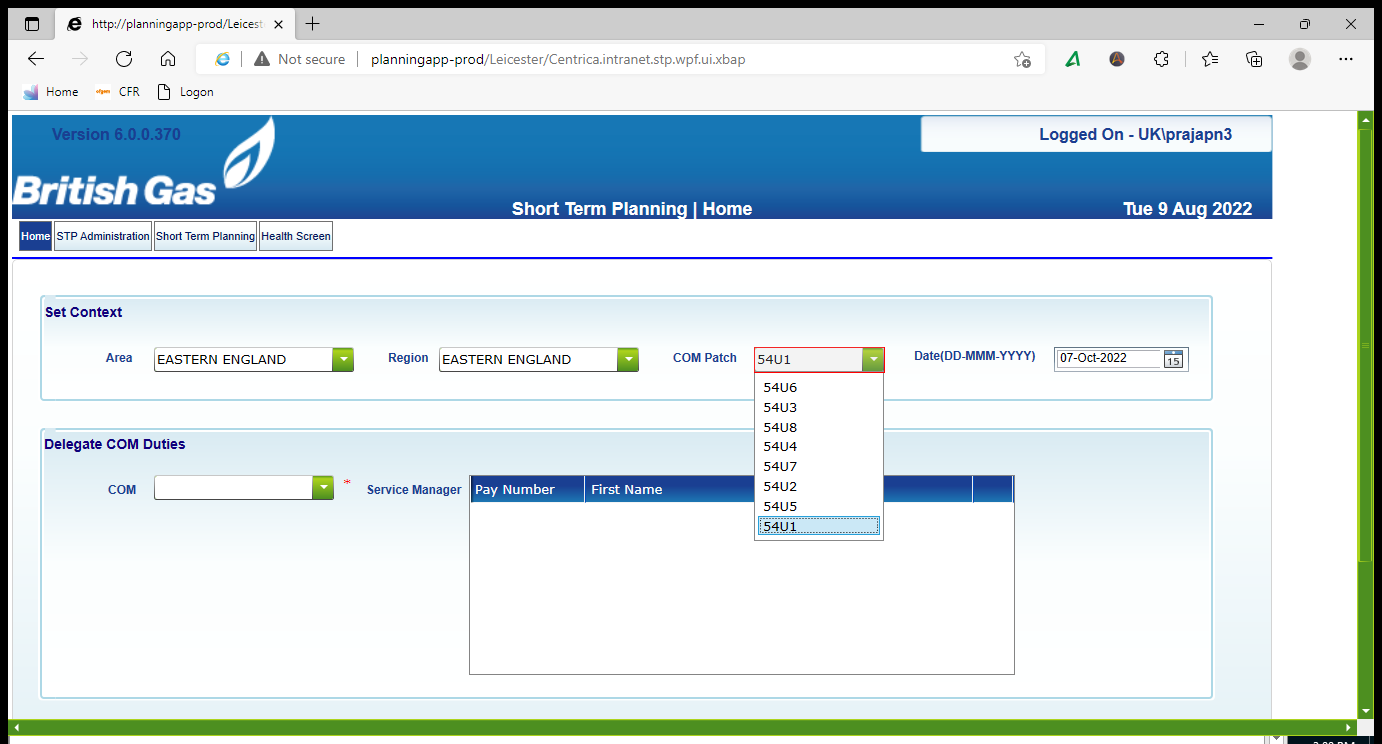 http://planningapp-prod/Leicest
Not secure planningapp-prod/Leicester/Centrica.intranet.stp.wpf.ui.xbap
Home CFR Logon
Version 6.0.0.370
Logged On - UK\prajapn3
British Gas
Short Term Planning | Home
Tue 9 Aug 2022
Home STP Administration Short Term Planning Health Screen
Set Context
Area EASTERN ENGLAND Region EASTERN ENGLAND COM Patch 54U1 Date(DD-MMM-YYYY) 07-Oct-2022 15
54U6
54U3
54U8
54U4
54U7
54U2
54U5
54U1
Delegate COM Duties
COM * Service Manager Pay Number First Name